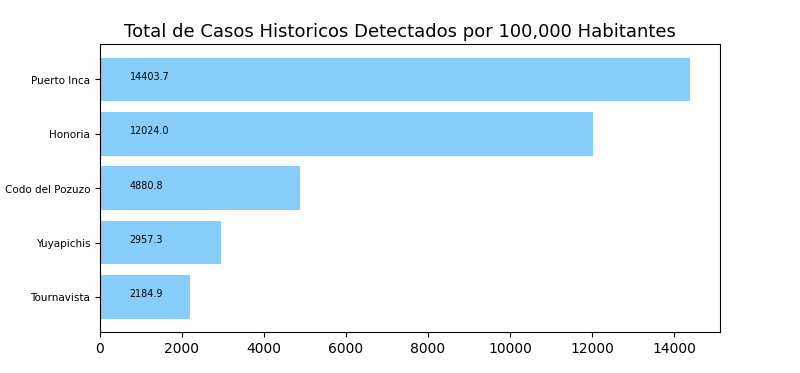 Total de Casos Historicos Detectados por 100,000 Habitantes
Puerto Inca 14403.7
Honoria 12024.0
Codo del Pozuzo 4880.8
Yuyapichis 2957.3
Tournavista 2184.9
0 2000 4000 6000 8000 10000 12000 14000